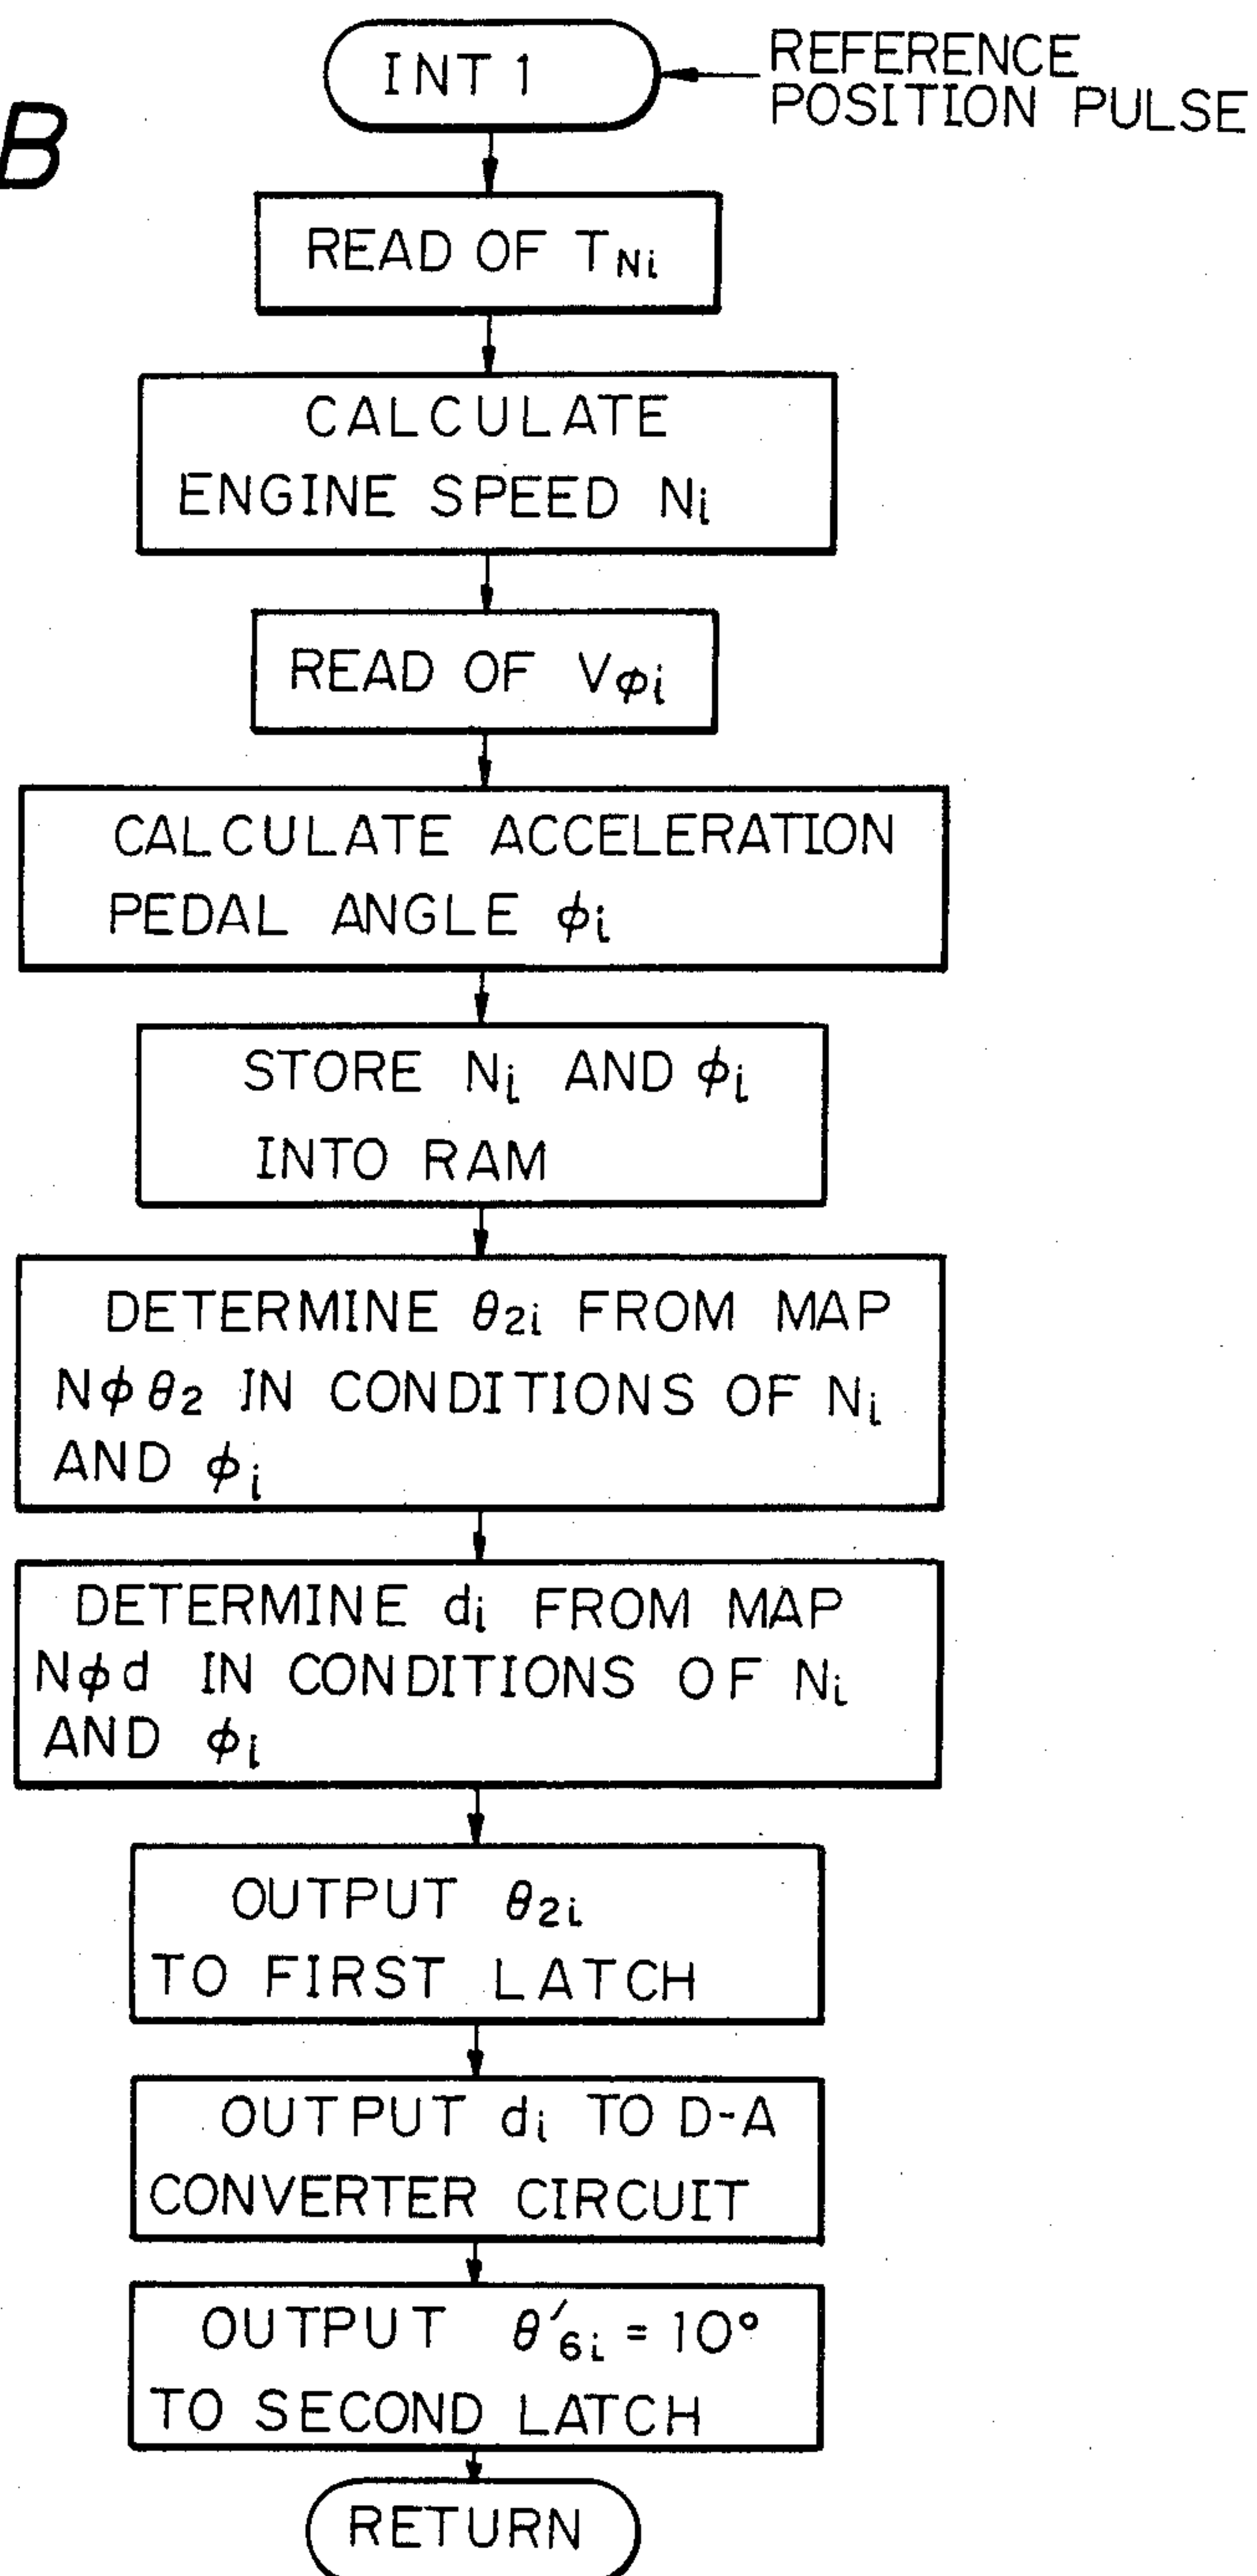 B
INT 1
REFERENCE
POSITION PULSE
READ OF T_Ni
CALCULATE
ENGINE SPEED Ni
READ OF Vφi
CALCULATE ACCELERATION
PEDAL ANGLE φi
STORE Ni AND φi
INTO RAM
DETERMINE θ2i FROM MAP
Nφθ2 IN CONDITIONS OF Ni
AND φi
DETERMINE di FROM MAP
Nφd IN CONDITIONS OF Ni
AND φi
OUTPUT θ2i
TO FIRST LATCH
OUTPUT di TO D-A
CONVERTER CIRCUIT
OUTPUT θ′6i = 10°
TO SECOND LATCH
RETURN